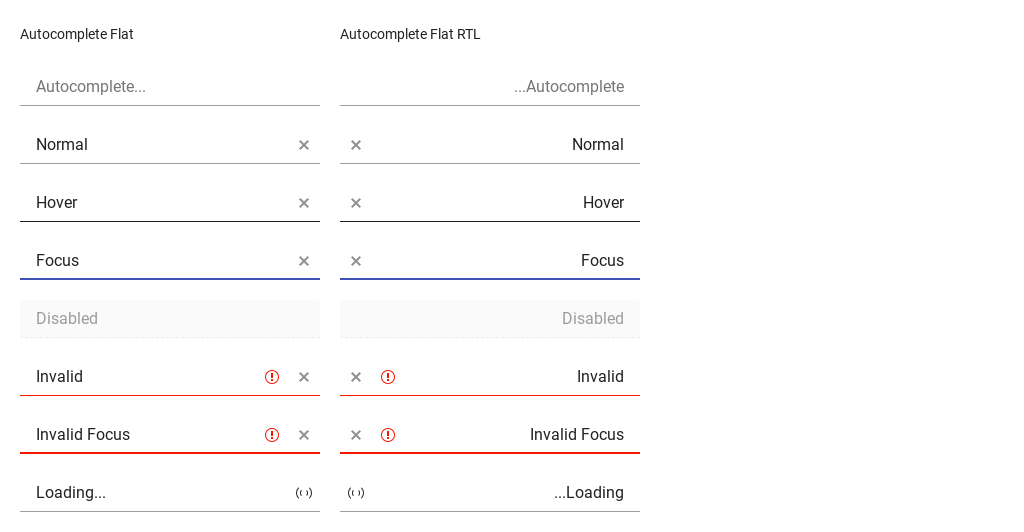 Autocomplete Flat
Autocomplete Flat RTL
Autocomplete...
...Autocomplete
Normal
Normal
Hover
Hover
Focus
Focus
Disabled
Disabled
Invalid
Invalid
Invalid Focus
Invalid Focus
Loading...
...Loading